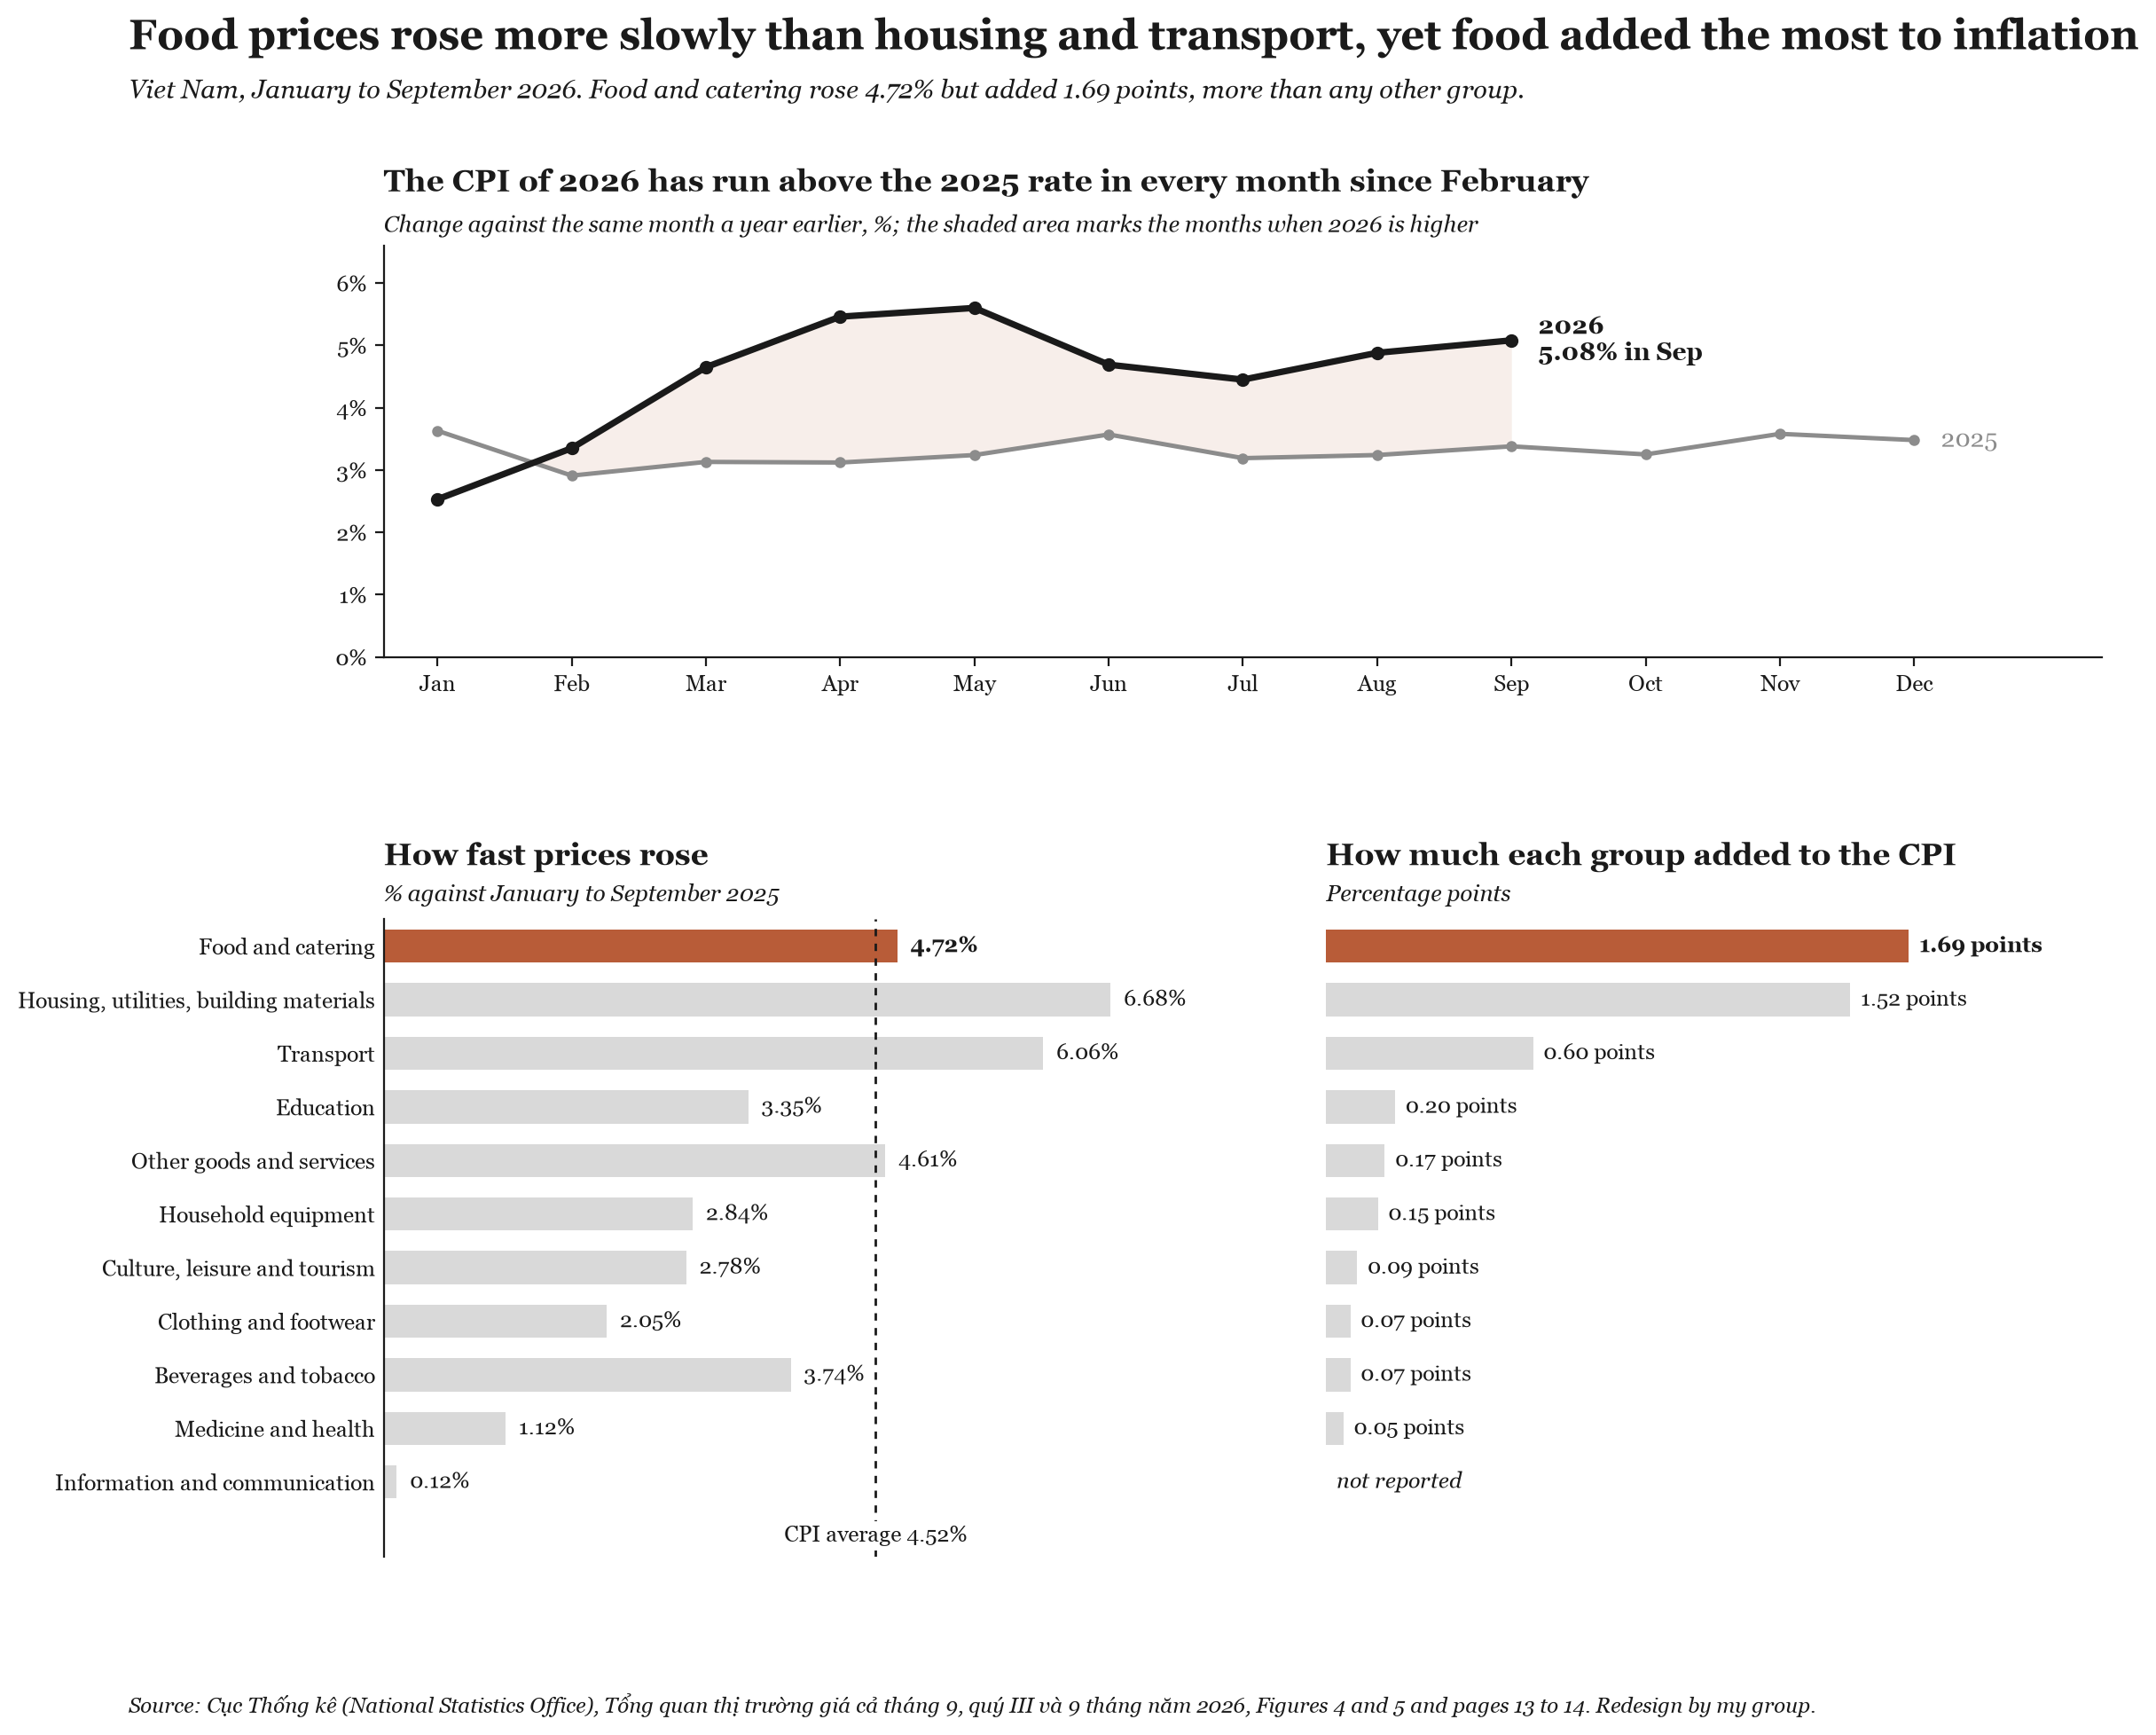 Food prices rose more slowly than housing and transport, yet food added the most to inflation
Viet Nam, January to September 2026. Food and catering rose 4.72% but added 1.69 points, more than any other group.
The CPI of 2026 has run above the 2025 rate in every month since February
Change against the same month a year earlier, %; the shaded area marks the months when 2026 is higher
6%
5%
4%
3%
2%
1%
0%
2026
5.08% in Sep
2025
Jan Feb Mar Apr May Jun Jul Aug Sep Oct Nov Dec
How fast prices rose
% against January to September 2025
Food and catering 4.72%
Housing, utilities, building materials 6.68%
Transport 6.06%
Education 3.35%
Other goods and services 4.61%
Household equipment 2.84%
Culture, leisure and tourism 2.78%
Clothing and footwear 2.05%
Beverages and tobacco 3.74%
Medicine and health 1.12%
Information and communication 0.12%
CPI average 4.52%
How much each group added to the CPI
Percentage points
1.69 points
1.52 points
0.60 points
0.20 points
0.17 points
0.15 points
0.09 points
0.07 points
0.07 points
0.05 points
not reported
Source: Cục Thống kê (National Statistics Office), Tổng quan thị trường giá cả tháng 9, quý III và 9 tháng năm 2026, Figures 4 and 5 and pages 13 to 14. Redesign by my group.